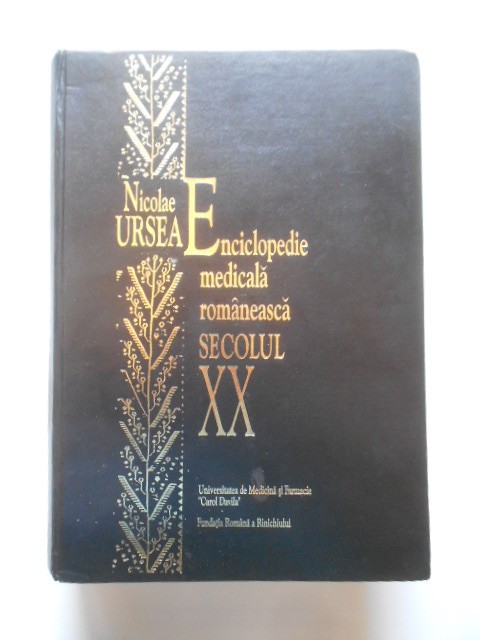 Nicolae
URSEA
Enciclopedie
medicală
românească
SECOLUL
XX
Universitatea de Medicină şi Farmacie
"Carol Davila"
Fundaţia Română a Rinichiului